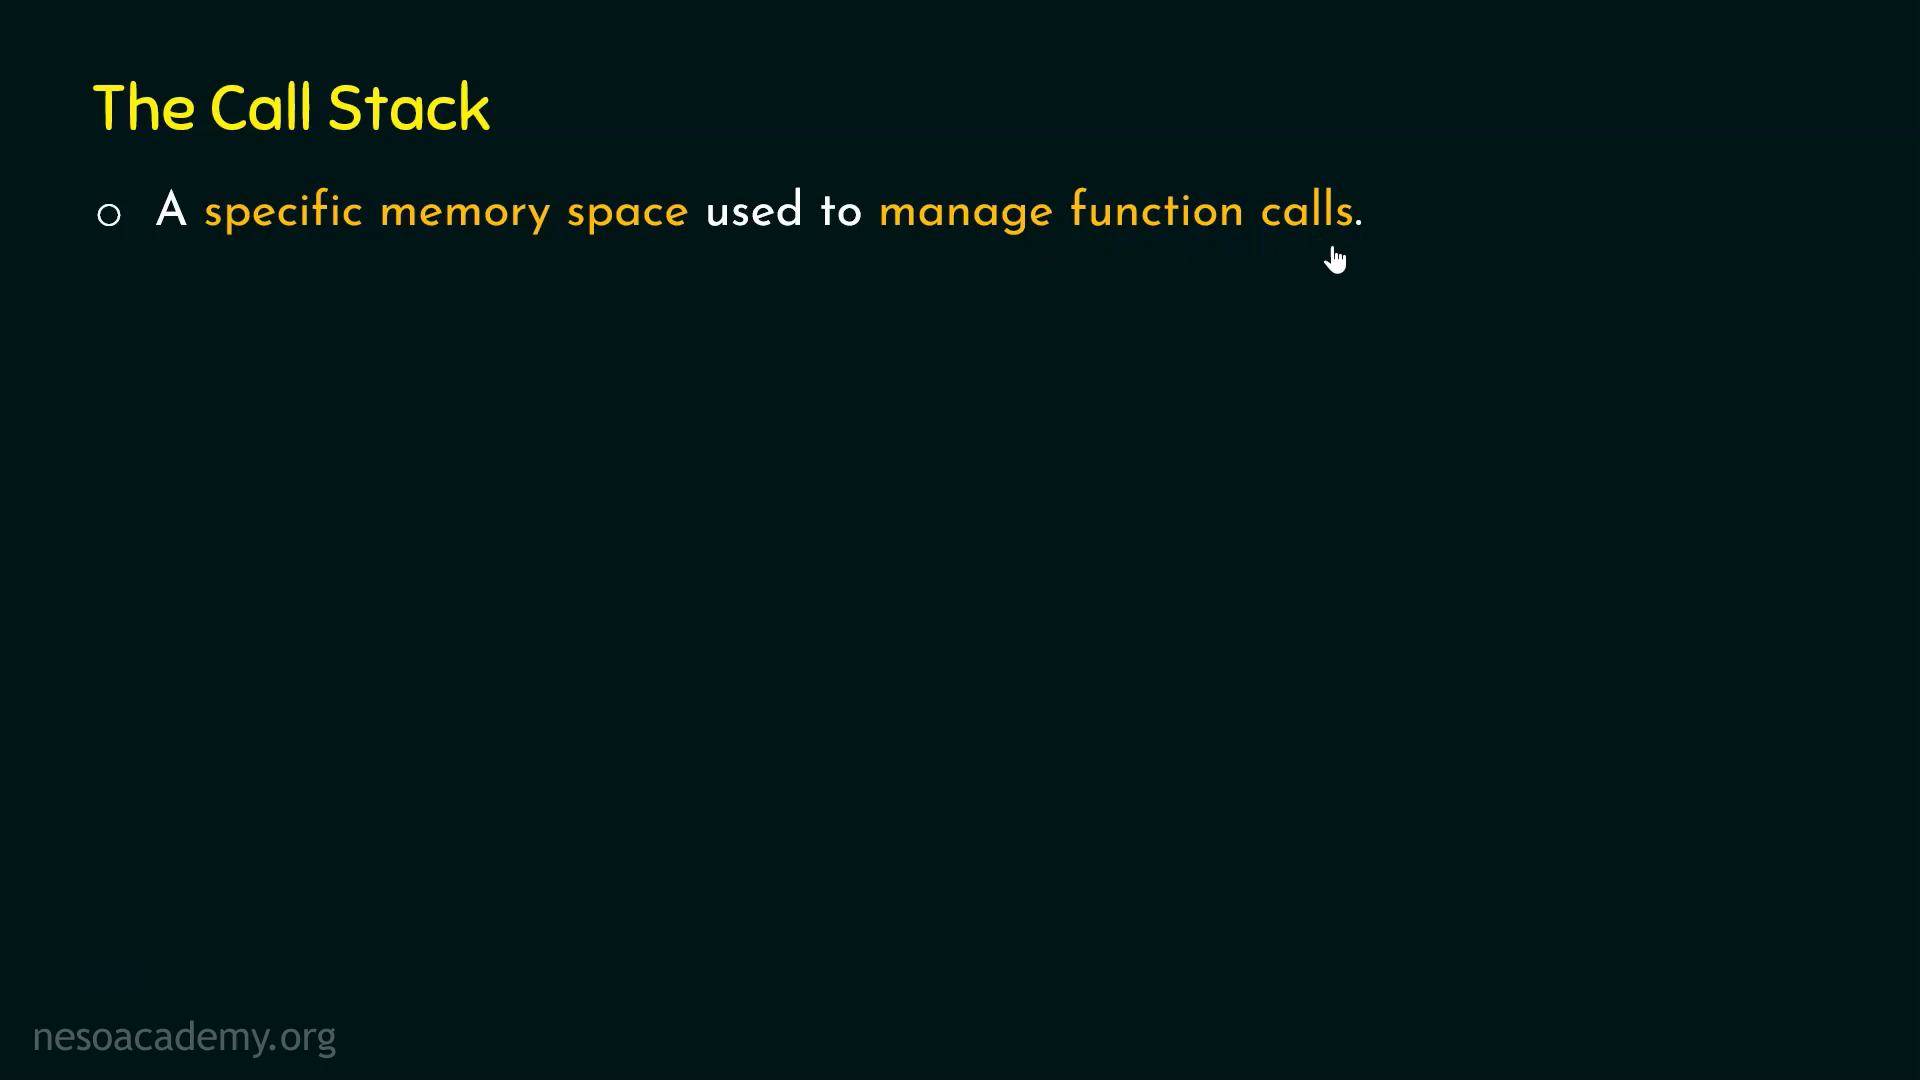 The Call Stack
○ A specific memory space used to manage function calls.
nesoacademy.org